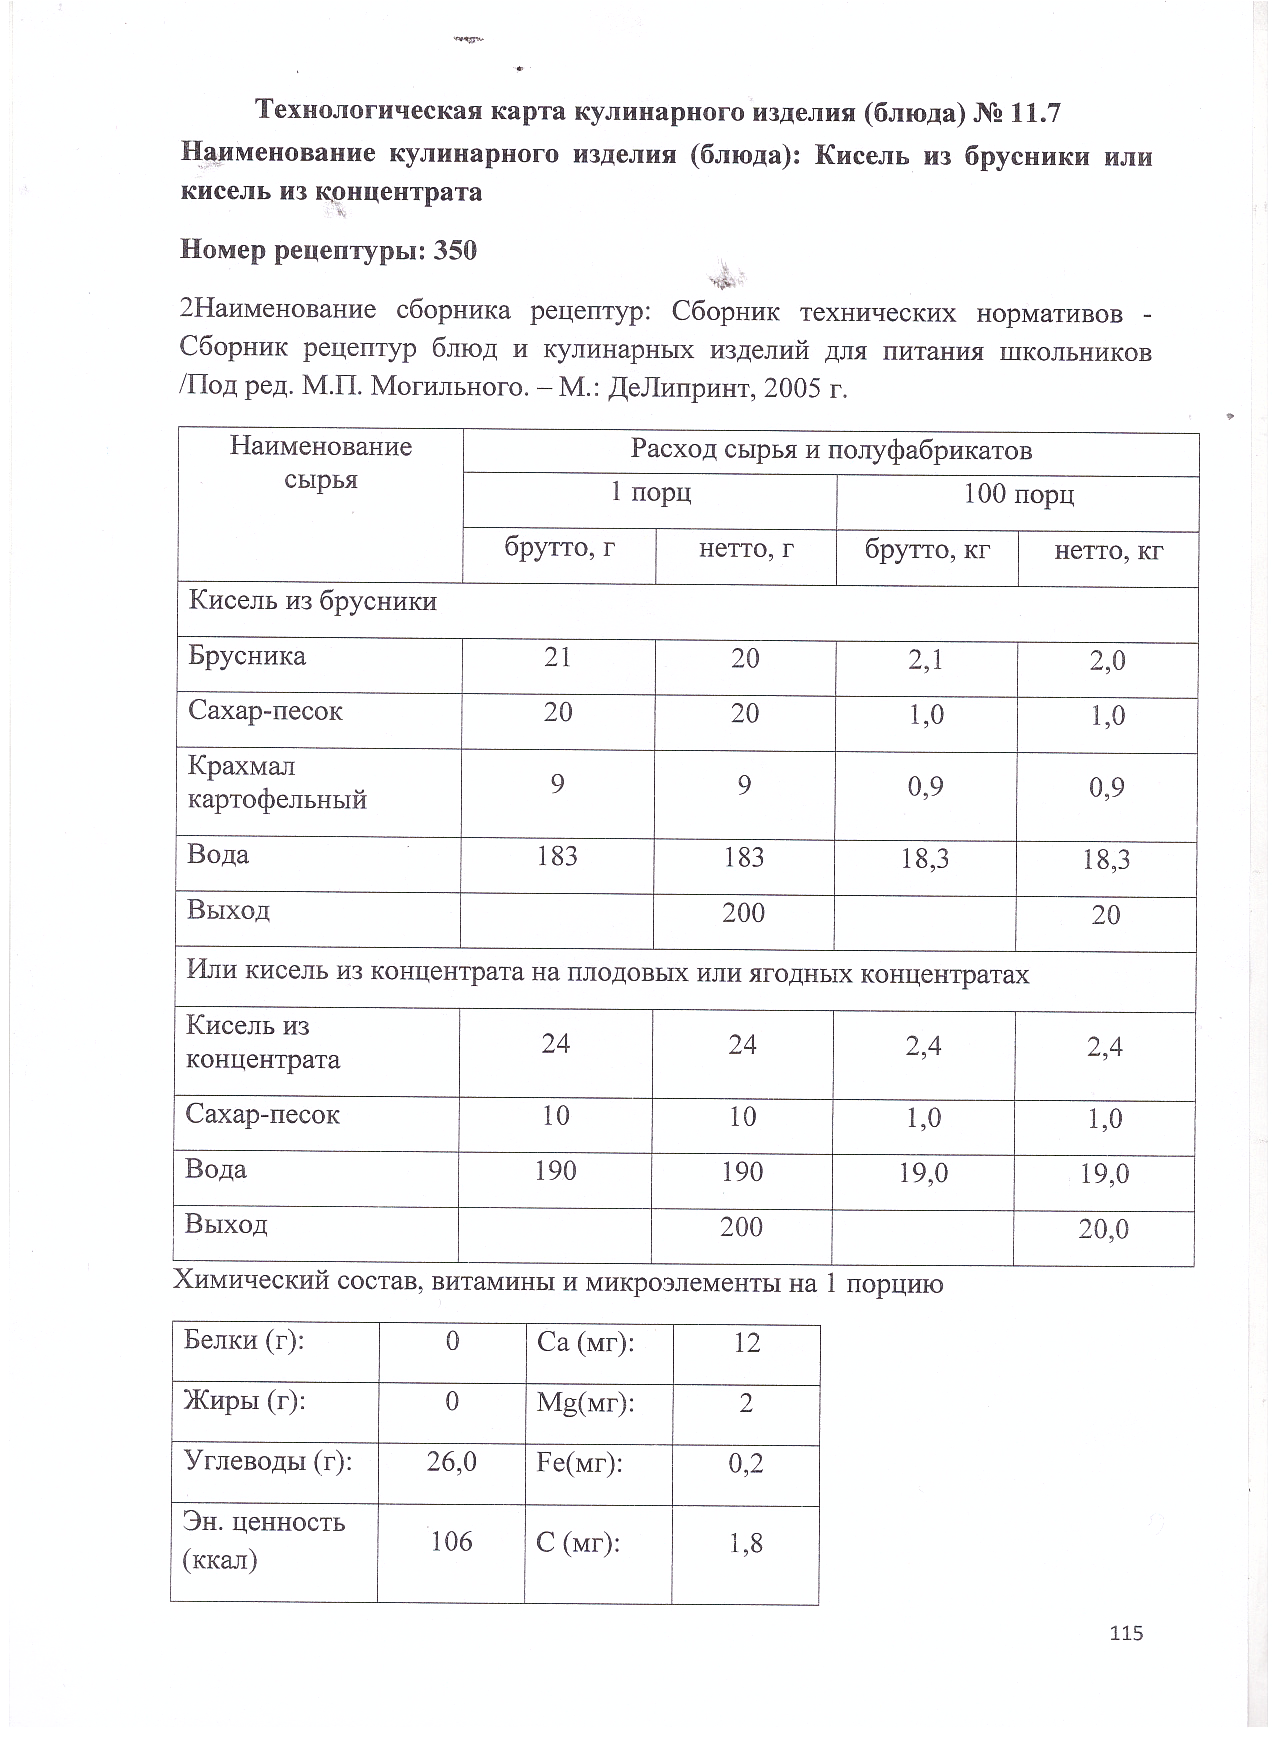 Технологическая карта кулинарного изделия (блюда) № 11.7
Наименование кулинарного изделия (блюда): Кисель из брусники или
кисель из концентрата
Номер рецептуры: 350
2Наименование сборника рецептур: Сборник технических нормативов -
Сборник рецептур блюд и кулинарных изделий для питания школьников
/Под ред. М.П. Могильного. – М.: ДеЛипринт, 2005 г.
Наименование сырья Расход сырья и полуфабрикатов
1 порц 100 порц
брутто, г нетто, г брутто, кг нетто, кг
Кисель из брусники
Брусника 21 20 2,1 2,0
Сахар-песок 20 20 1,0 1,0
Крахмал
картофельный 9 9 0,9 0,9
Вода 183 183 18,3 18,3
Выход 200 20
Или кисель из концентрата на плодовых или ягодных концентратах
Кисель из
концентрата 24 24 2,4 2,4
Сахар-песок 10 10 1,0 1,0
Вода 190 190 19,0 19,0
Выход 200 20,0
Химический состав, витамины и микроэлементы на 1 порцию
Белки (г): 0 Ca (мг): 12
Жиры (г): 0 Mg(мг): 2
Углеводы (г): 26,0 Fe(мг): 0,2
Эн. ценность
(ккал) 106 C (мг): 1,8
115